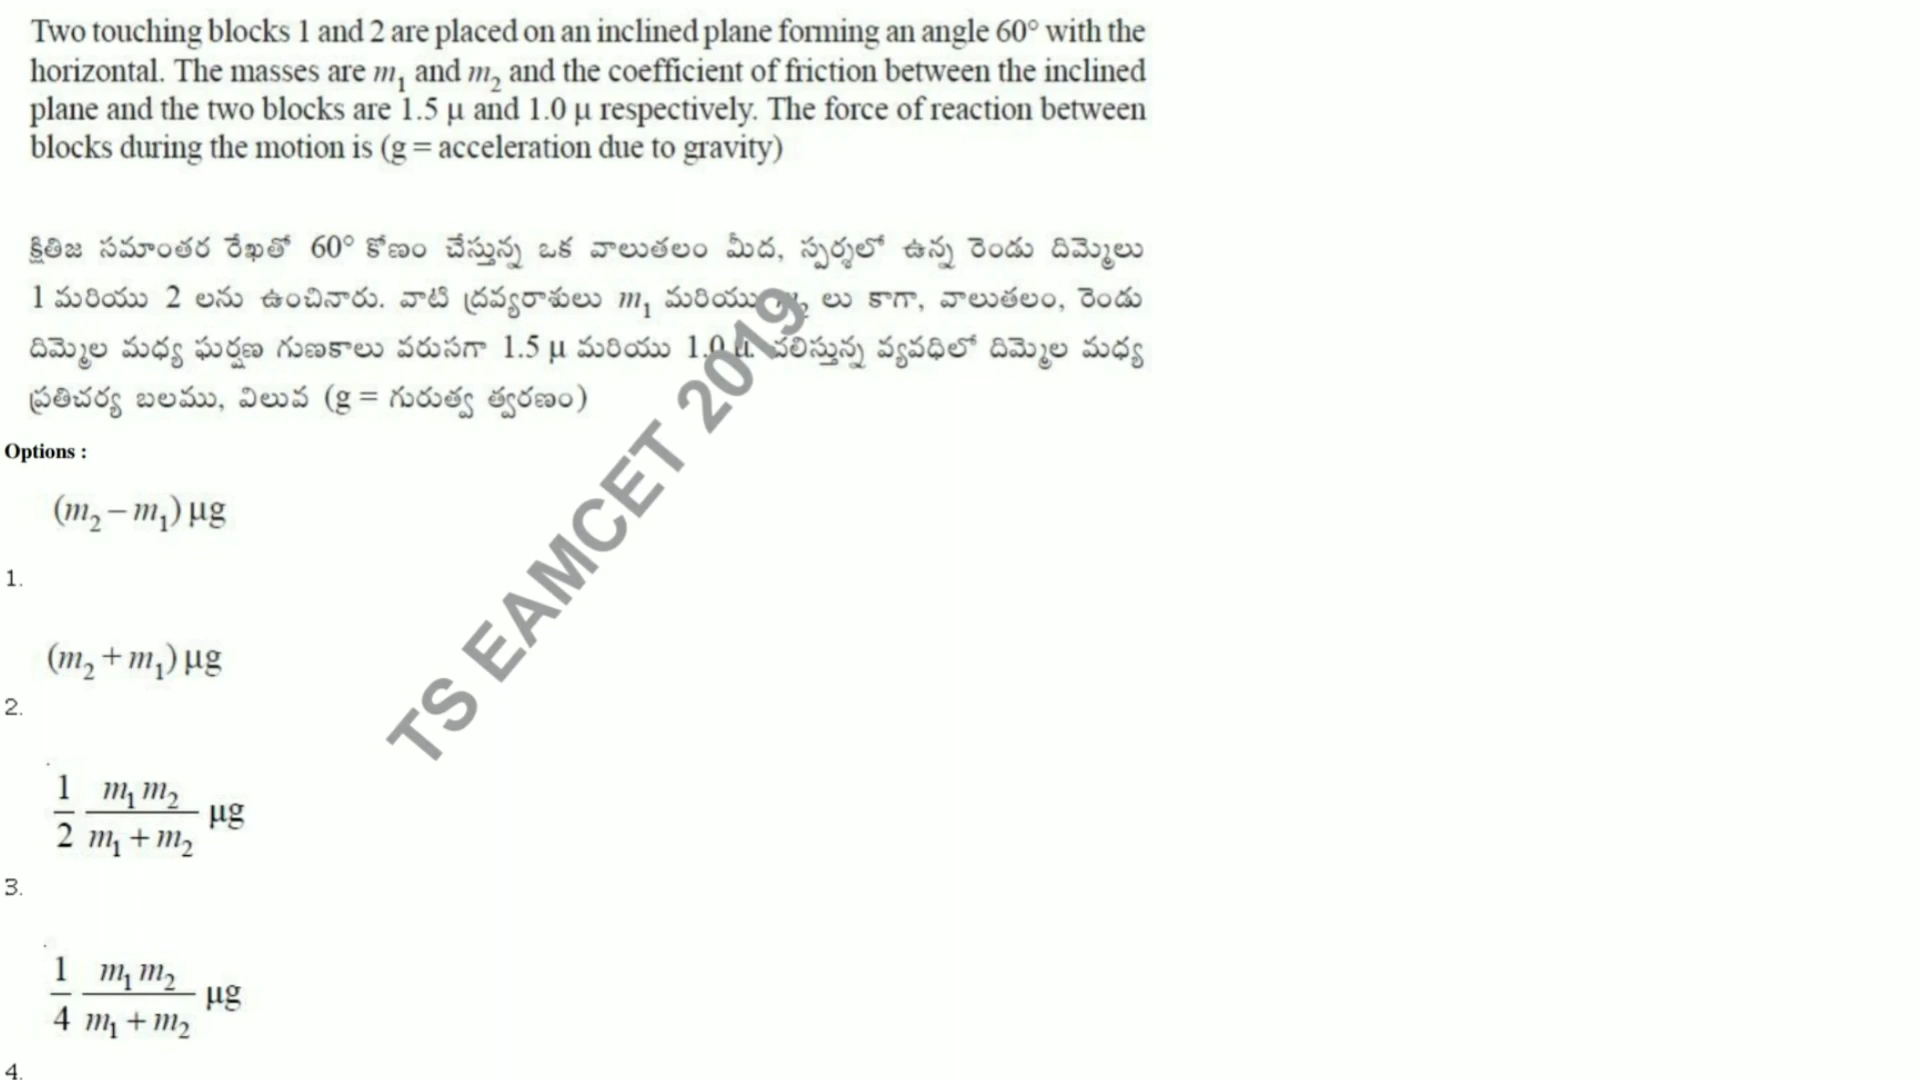 Two touching blocks 1 and 2 are placed on an inclined plane forming an angle 60° with the
horizontal. The masses are m₁ and m₂ and the coefficient of friction between the inclined
plane and the two blocks are 1.5 μ and 1.0 μ respectively. The force of reaction between
blocks during the motion is (g = acceleration due to gravity)
క్షితిజ సమాంతర రేఖతో 60° కోణం చేస్తున్న ఒక వాలుతలం మీద, స్పర్శలో ఉన్న రెండు దిమ్మెలు
1 మరియు 2 లను ఉంచినారు. వాటి ద్రవ్యరాశులు m₁ మరియు m₂ లు కాగా, వాలుతలం, రెండు
దిమ్మెల మధ్య ఘర్షణ గుణకాలు వరుసగా 1.5 μ మరియు 1.0 μ. చలిస్తున్న వ్యవధిలో దిమ్మెల మధ్య
ప్రతిచర్య బలము, విలువ (g = గురుత్వ త్వరణం)
Options :
(m₂ – m₁) μg
1.
(m₂ + m₁) μg
2.
1/2 m₁ m₂/(m₁ + m₂) μg
3.
1/4 m₁ m₂/(m₁ + m₂) μg
4.
TS EAMCET 2019